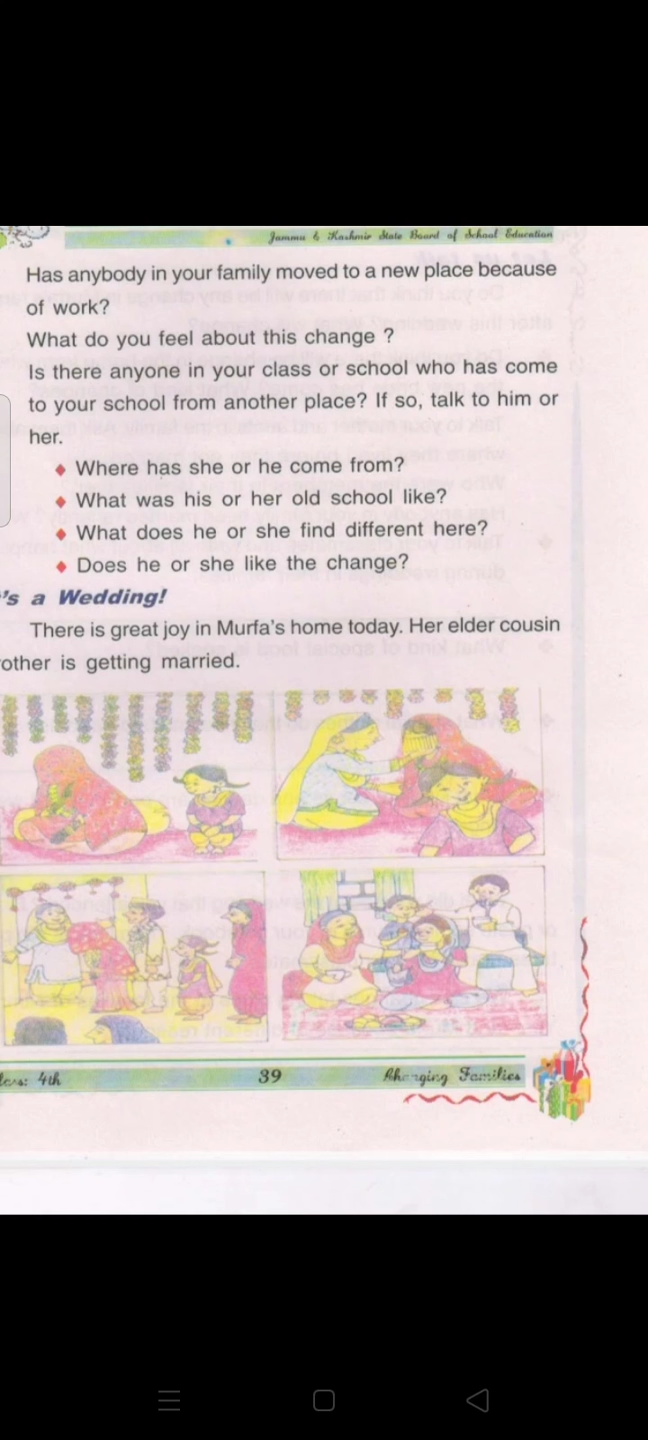 Jammu & Kashmir State Board of School Education
Has anybody in your family moved to a new place because
of work?
What do you feel about this change ?
Is there anyone in your class or school who has come
to your school from another place? If so, talk to him or
her.
♦ Where has she or he come from?
♦ What was his or her old school like?
♦ What does he or she find different here?
♦ Does he or she like the change?
's a Wedding!
There is great joy in Murfa's home today. Her elder cousin
other is getting married.
: 4th 39 Changing Families